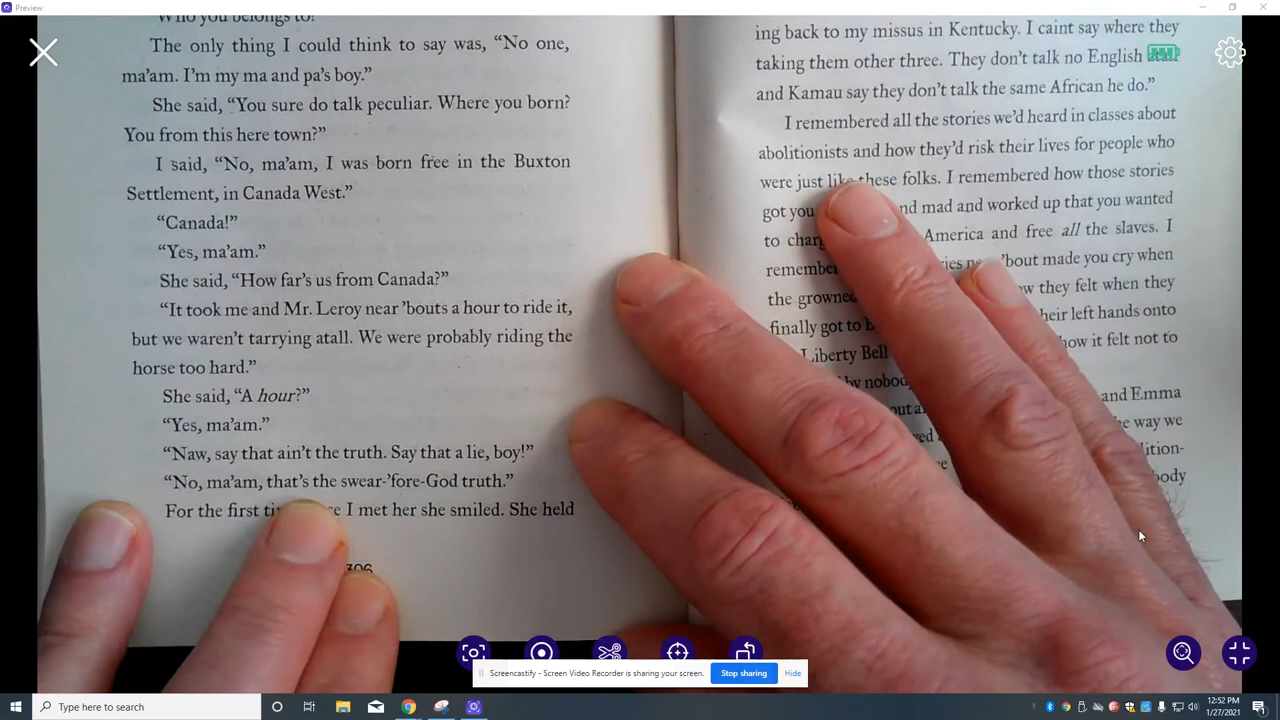 Preview
Who you belongs to?
The only thing I could think to say was, “No one,
ma’am. I’m my ma and pa’s boy.”
She said, “You sure do talk peculiar. Where you born?
You from this here town?”
I said, “No, ma’am, I was born free in the Buxton
Settlement, in Canada West.”
“Canada!”
“Yes, ma’am.”
She said, “How far’s us from Canada?”
“It took me and Mr. Leroy near ’bouts a hour to ride it,
but we waren’t tarrying atall. We were probably riding the
horse too hard.”
She said, “A hour?”
“Yes, ma’am.”
“Naw, say that ain’t the truth. Say that a lie, boy!”
“No, ma’am, that’s the swear-’fore-God truth.”
For the first I met her she smiled. She held
306
ing back to my missus in Kentucky. I caint say where they
taking them other three. They don’t talk no English
and Kamau say they don’t talk the same African he do.”
I remembered all the stories we’d heard in classes about
abolitionists and how they’d risk their lives for people who
were just like these folks. I remembered how those stories
got you and mad and worked up that you wanted
to America and free all the slaves. I
’bout made you cry when
the they felt when they
finally got to their left hands onto
Liberty Bell how it felt not to
by
and Emma
way we
Screencastify - Screen Video Recorder is sharing your screen.
Stop sharing
Hide
Type here to search
12:52 PM
1/27/2021